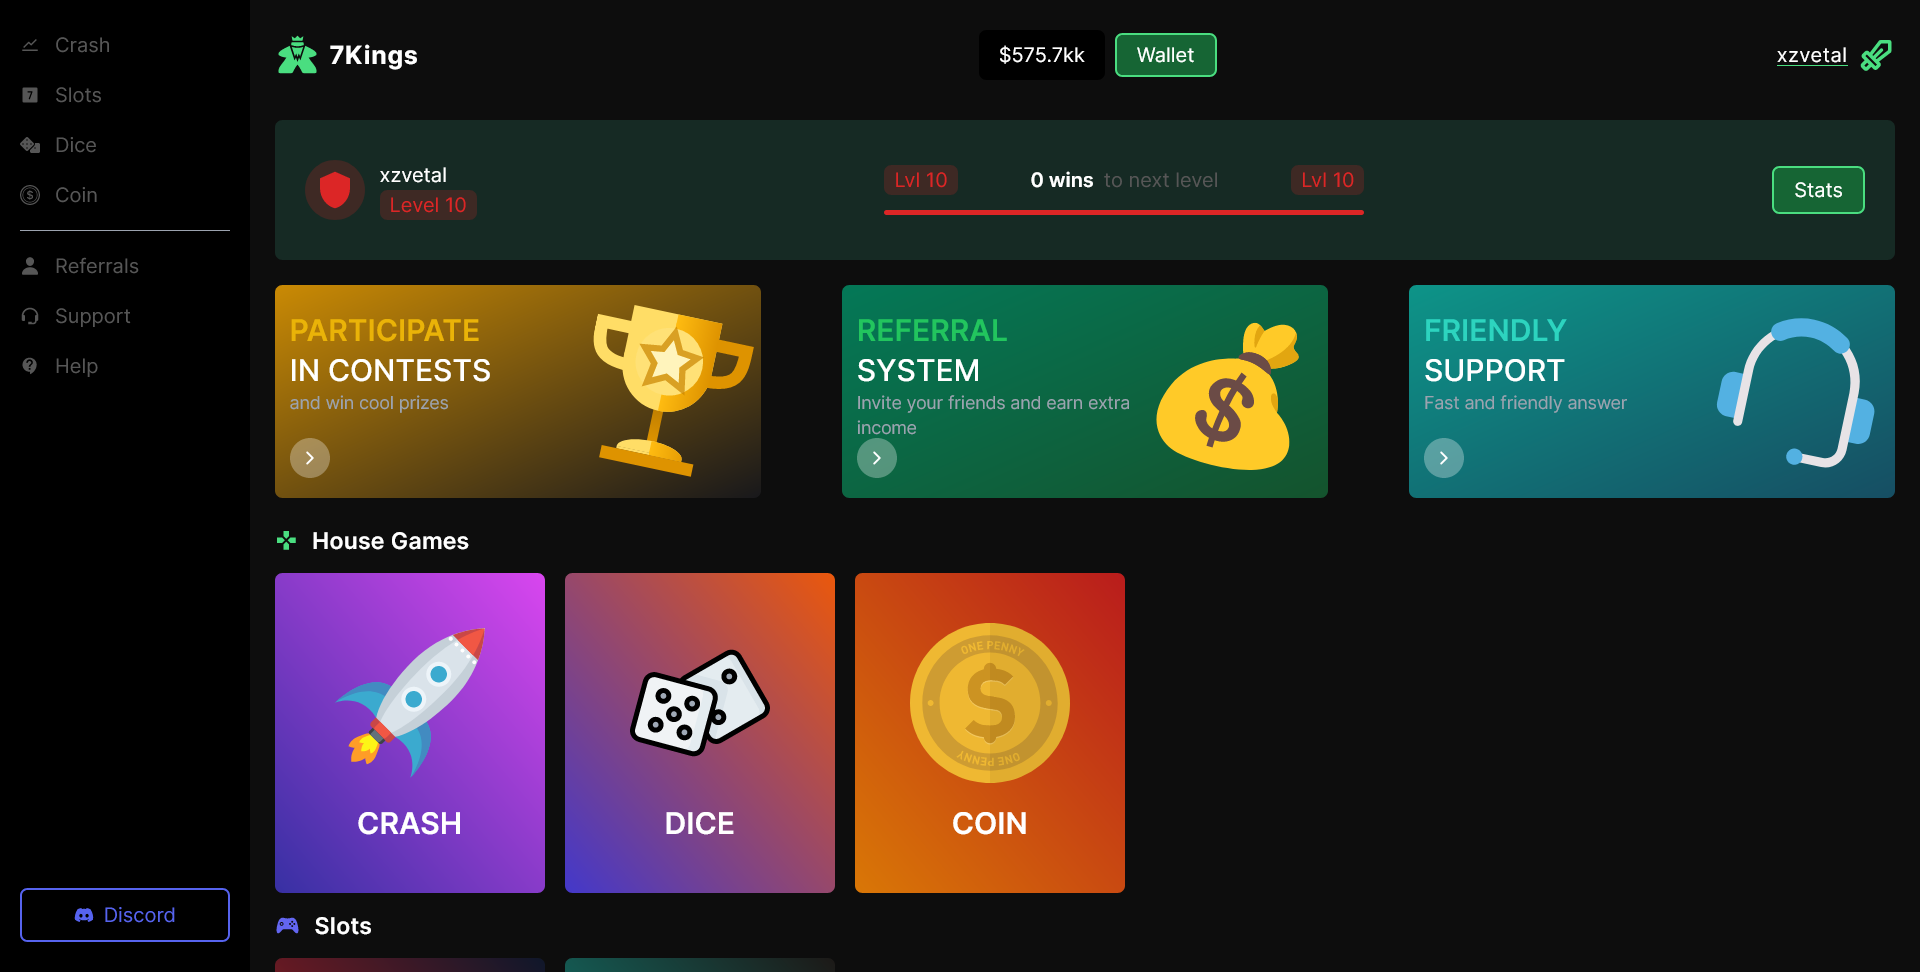 Crash
Slots
Dice
Coin
Referrals
Support
Help
Discord
7Kings
$575.7kk
Wallet
xzvetal
xzvetal
Level 10
Lvl 10
0 wins to next level
Lvl 10
Stats
PARTICIPATE
IN CONTESTS
and win cool prizes
REFERRAL
SYSTEM
Invite your friends and earn extra
income
FRIENDLY
SUPPORT
Fast and friendly answer
House Games
CRASH
DICE
ONE PENNY
$
ONE PENNY
COIN
Slots